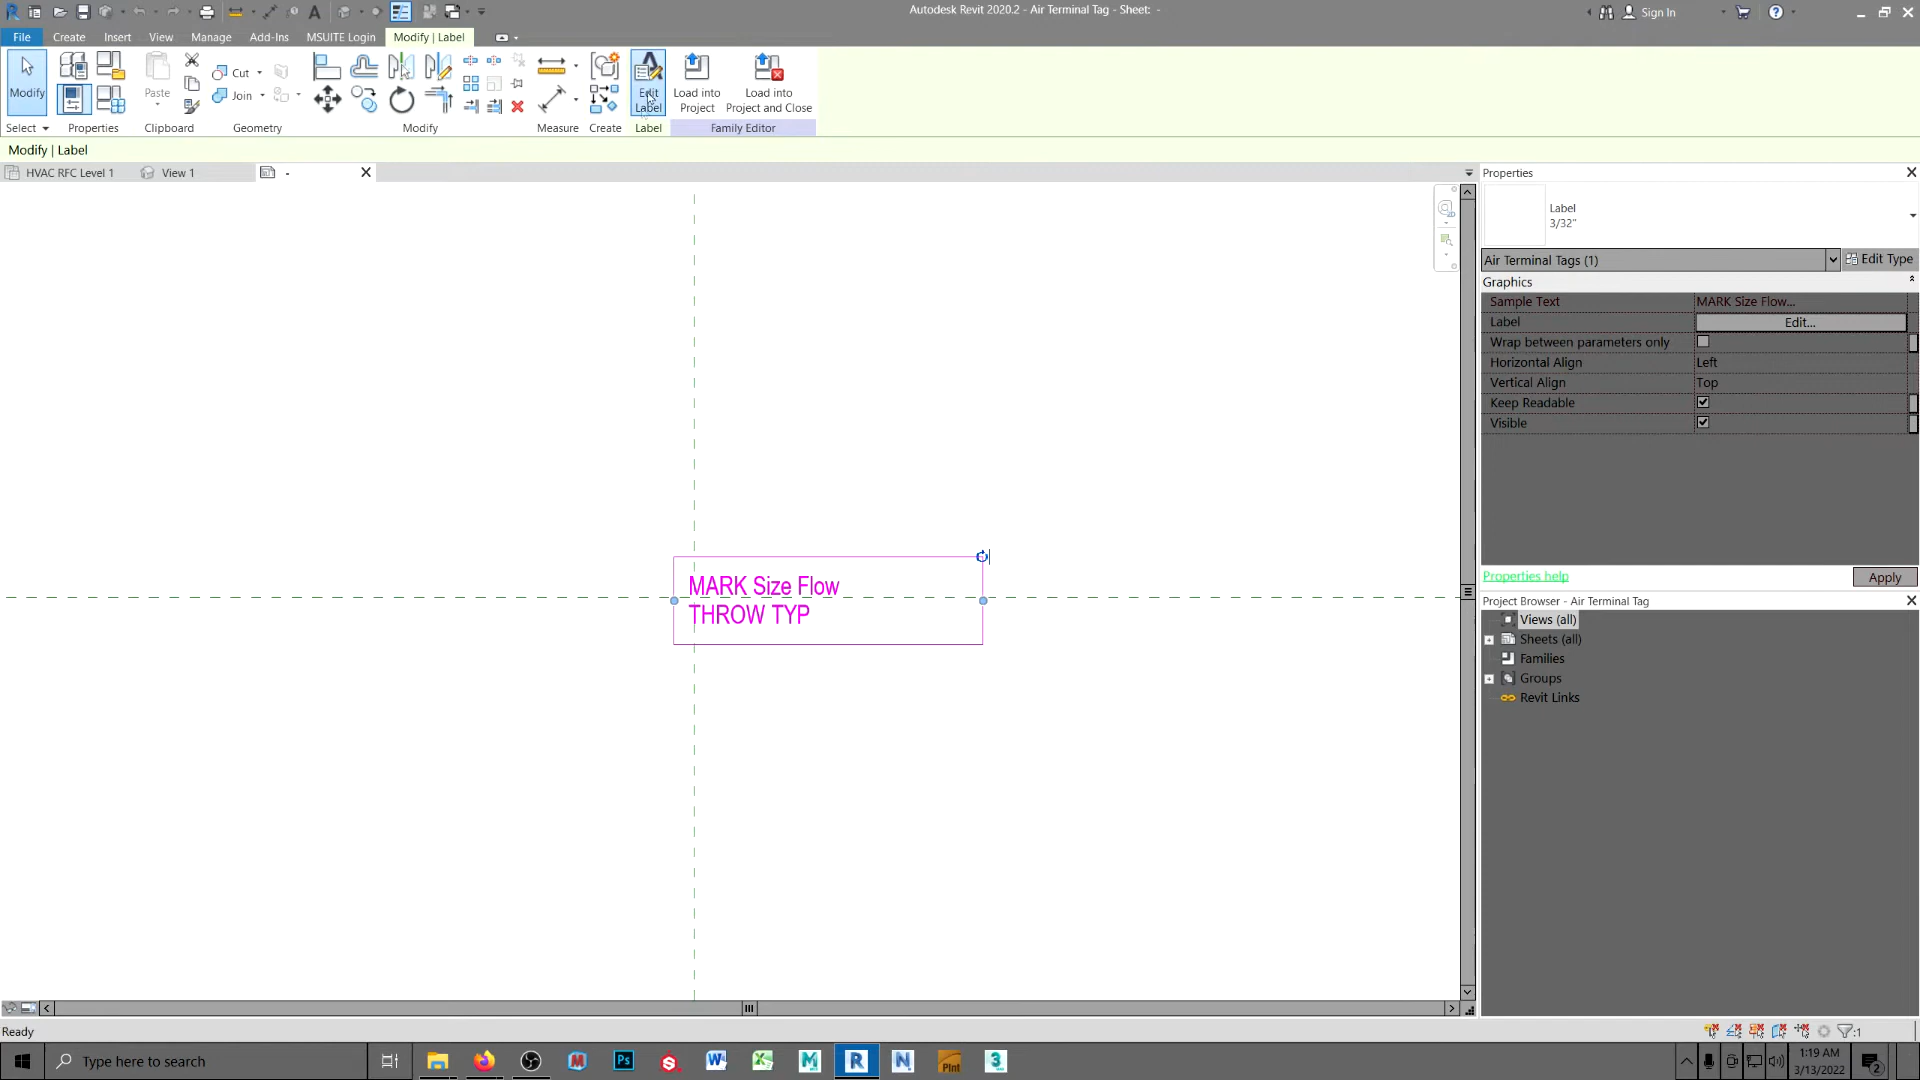 Autodesk Revit 2020.2 - Air Terminal Tag - Sheet: -
Sign In
File Create Insert View Manage Add-Ins MSUITE Login Modify | Label
Modify
Paste
Cut
Join
Edit Label
Load into Project
Load into Project and Close
Select Properties Clipboard Geometry Modify Measure Create Label Family Editor
Modify | Label
HVAC RFC Level 1
View 1
-
MARK Size Flow
THROW TYP
Properties
Label
3/32"
Air Terminal Tags (1)
Edit Type
Graphics
Sample Text MARK Size Flow...
Label Edit...
Wrap between parameters only
Horizontal Align Left
Vertical Align Top
Keep Readable
Visible
Properties help
Apply
Project Browser - Air Terminal Tag
Views (all)
Sheets (all)
Families
Groups
Revit Links
Ready
:1
Type here to search
1:19 AM
3/13/2022
2